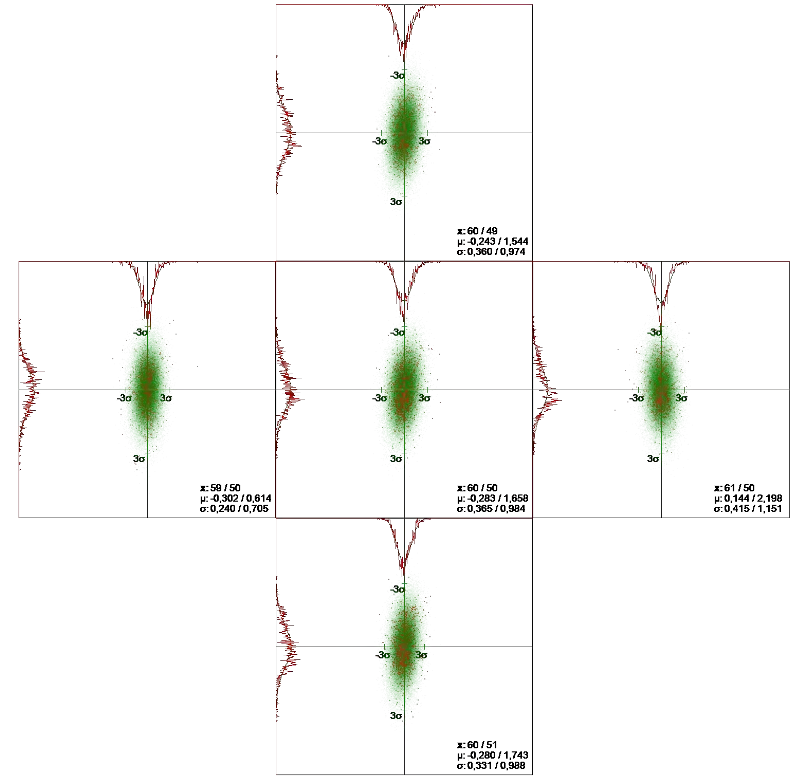 -3σ
-3σ 3σ
3σ
x: 60 / 49
μ: -0,243 / 1,544
σ: 0,360 / 0,974
-3σ
-3σ 3σ
3σ
x: 59 / 50
μ: -0,302 / 0,614
σ: 0,240 / 0,705
-3σ
-3σ 3σ
3σ
x: 60 / 50
μ: -0,283 / 1,658
σ: 0,365 / 0,984
-3σ
-3σ 3σ
3σ
x: 61 / 50
μ: 0,144 / 2,198
σ: 0,415 / 1,151
-3σ
-3σ 3σ
3σ
x: 60 / 51
μ: -0,280 / 1,743
σ: 0,331 / 0,988